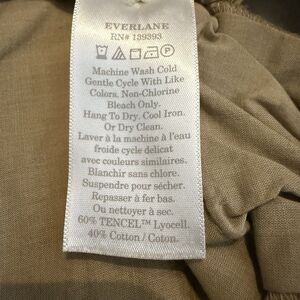 EVERLANE
RN# 139393
P
Machine Wash Cold
Gentle Cycle With Like
Colors. Non-Chlorine
Bleach Only.
Hang To Dry. Cool Iron.
Or Dry Clean.
Laver à la machine à l'eau
froide cycle delicat
avec couleurs similaires.
Blanchir sans chlore.
Suspendre pour sécher.
Repasser à fer bas.
Ou nettoyer à sec.
60% TENCEL™ Lyocell.
40% Cotton / Coton.